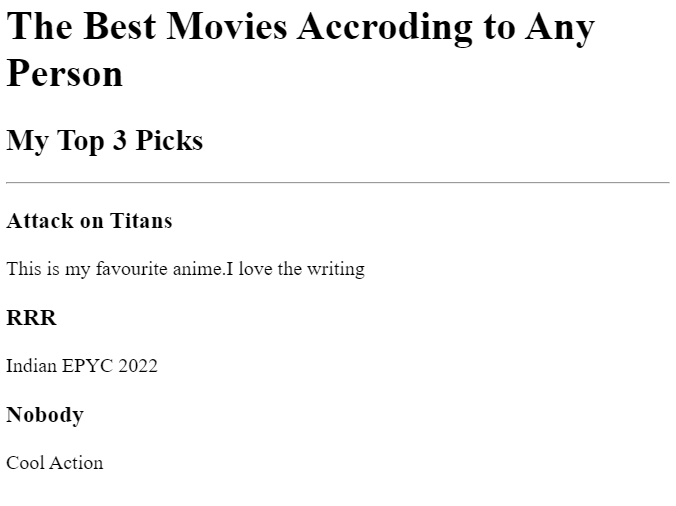 The Best Movies Accroding to Any
Person
My Top 3 Picks
Attack on Titans
This is my favourite anime.I love the writing
RRR
Indian EPYC 2022
Nobody
Cool Action